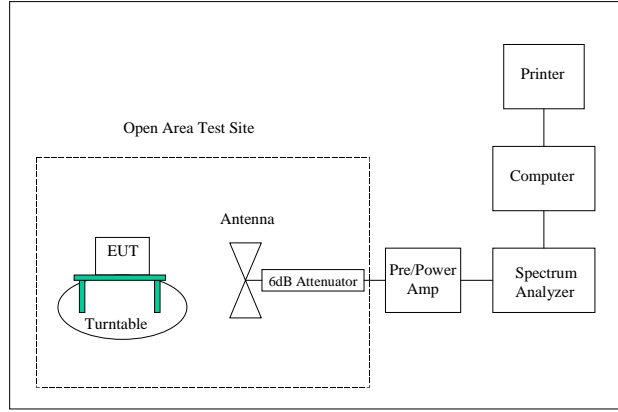 Printer
Open Area Test Site
Computer
Antenna
EUT
6dB Attenuator
Pre/Power
Amp
Spectrum
Analyzer
Turntable